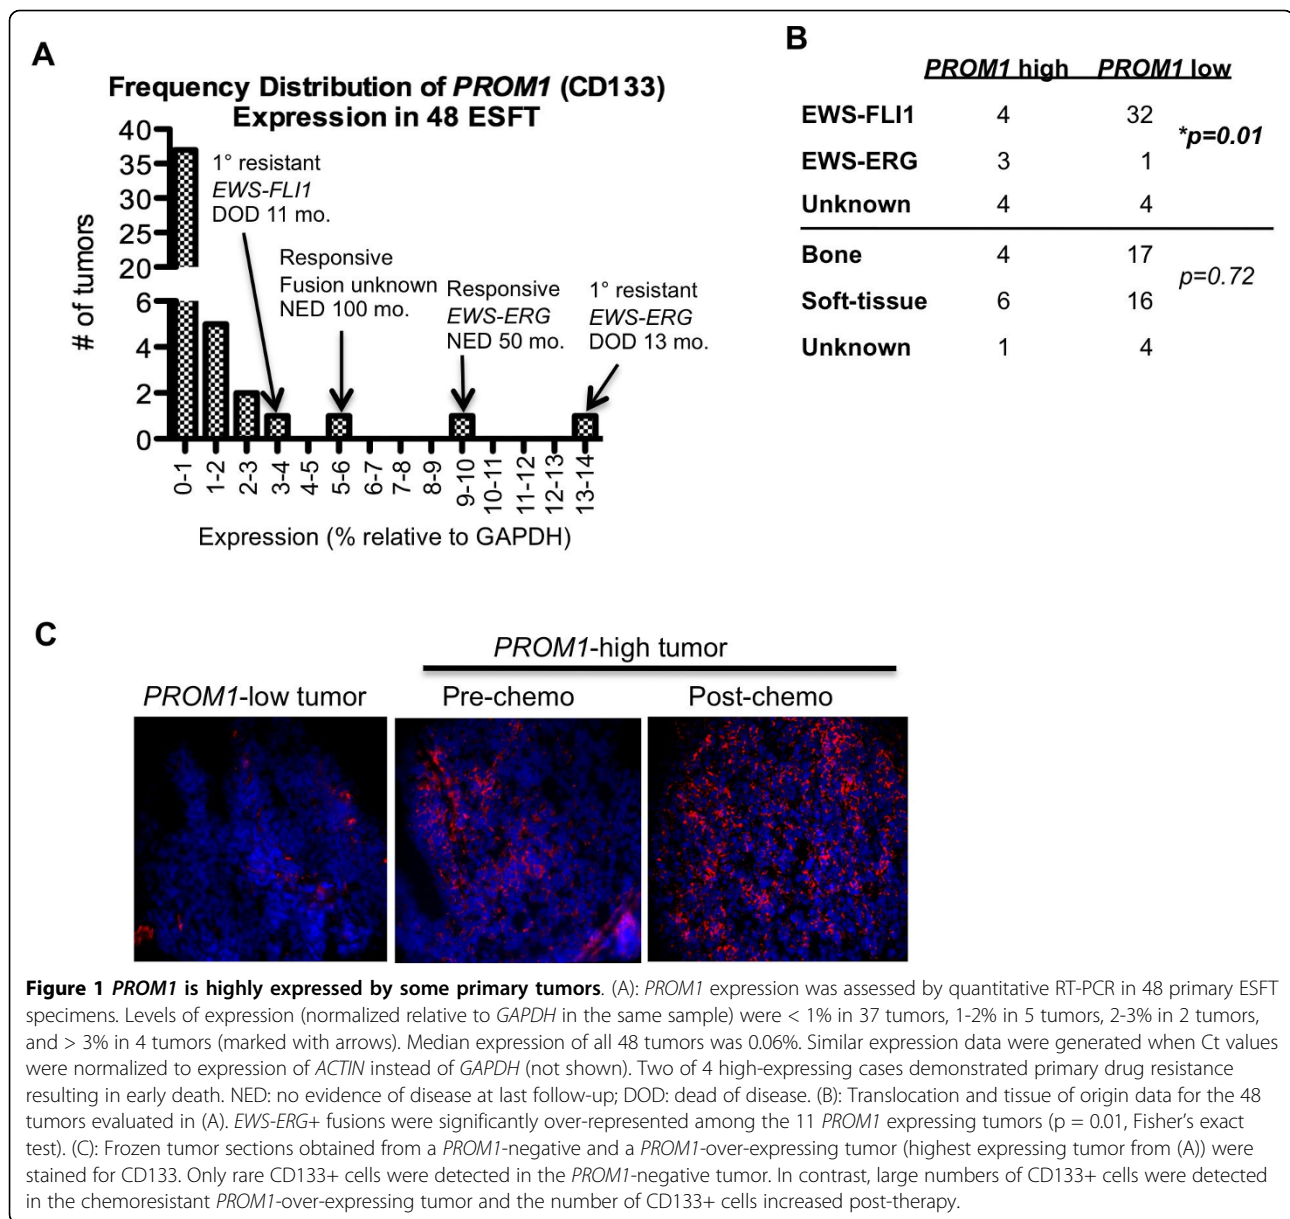 A
Frequency Distribution of PROM1 (CD133)
Expression in 48 ESFT
# of tumors
40
35
30
25
20
6
4
2
0
1° resistant
EWS-FLI1
DOD 11 mo.
Responsive
Fusion unknown
NED 100 mo.
Responsive
EWS-ERG
NED 50 mo.
1° resistant
EWS-ERG
DOD 13 mo.
0-1
1-2
2-3
3-4
4-5
5-6
6-7
7-8
8-9
9-10
10-11
11-12
12-13
13-14
Expression (% relative to GAPDH)
B
PROM1 high PROM1 low
EWS-FLI1 4 32
*p=0.01
EWS-ERG 3 1
Unknown 4 4
Bone 4 17
p=0.72
Soft-tissue 6 16
Unknown 1 4
C
PROM1-high tumor
PROM1-low tumor Pre-chemo Post-chemo
Figure 1 PROM1 is highly expressed by some primary tumors. (A): PROM1 expression was assessed by quantitative RT-PCR in 48 primary ESFT
specimens. Levels of expression (normalized relative to GAPDH in the same sample) were < 1% in 37 tumors, 1-2% in 5 tumors, 2-3% in 2 tumors,
and > 3% in 4 tumors (marked with arrows). Median expression of all 48 tumors was 0.06%. Similar expression data were generated when Ct values
were normalized to expression of ACTIN instead of GAPDH (not shown). Two of 4 high-expressing cases demonstrated primary drug resistance
resulting in early death. NED: no evidence of disease at last follow-up; DOD: dead of disease. (B): Translocation and tissue of origin data for the 48
tumors evaluated in (A). EWS-ERG+ fusions were significantly over-represented among the 11 PROM1 expressing tumors (p = 0.01, Fisher's exact
test). (C): Frozen tumor sections obtained from a PROM1-negative and a PROM1-over-expressing tumor (highest expressing tumor from (A)) were
stained for CD133. Only rare CD133+ cells were detected in the PROM1-negative tumor. In contrast, large numbers of CD133+ cells were detected
in the chemoresistant PROM1-over-expressing tumor and the number of CD133+ cells increased post-therapy.